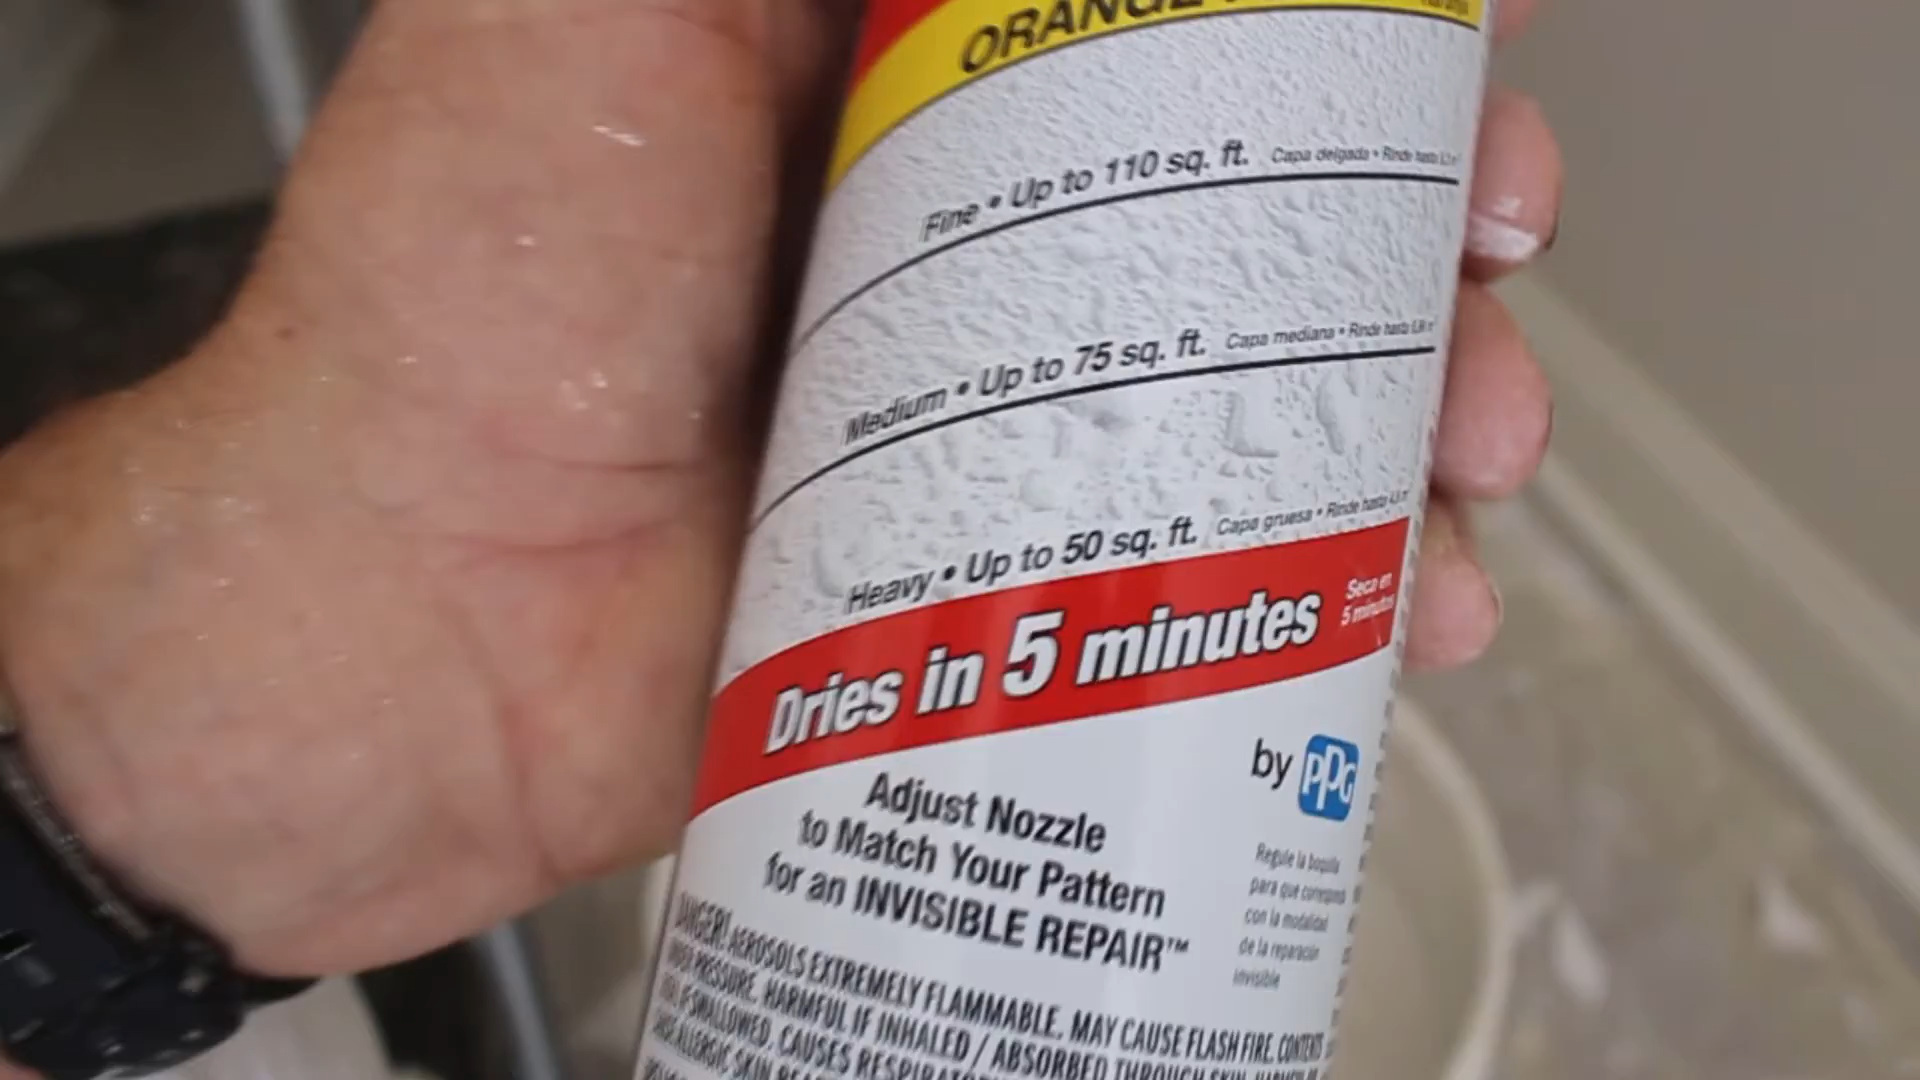 ORANGE
Fine • Up to 110 sq. ft. Capa delgada • Rinde hasta
Medium • Up to 75 sq. ft. Capa mediana • Rinde hasta
Heavy • Up to 50 sq. ft. Capa gruesa • Rinde hasta
Dries in 5 minutes
Seca en
5 minutos
by PPG
Adjust Nozzle
to Match Your Pattern
for an INVISIBLE REPAIR™
Regule la boquilla
para que
con la modalidad
de la reparación
invisible
DANGER! AEROSOLS EXTREMELY FLAMMABLE. MAY CAUSE FLASH FIRE. CONTENTS
UNDER PRESSURE. HARMFUL IF INHALED / ABSORBED THROUGH SKIN.
IF SWALLOWED. CAUSES
ALLERGIC SKIN